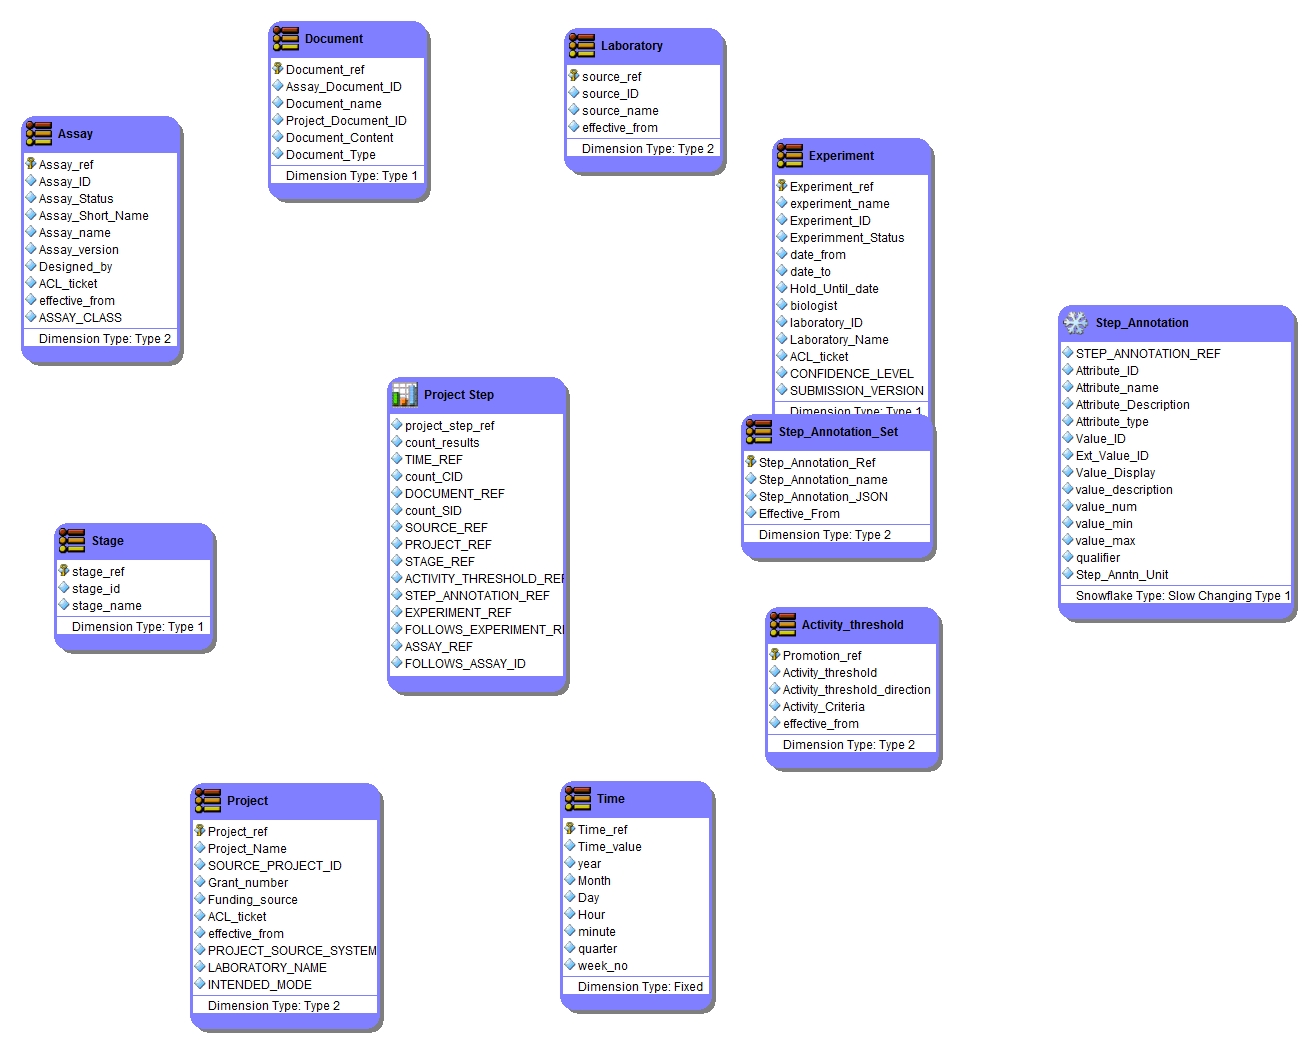 Document
Document_ref
Assay_Document_ID
Document_name
Project_Document_ID
Document_Content
Document_Type
Dimension Type: Type 1
Laboratory
source_ref
source_ID
source_name
effective_from
Dimension Type: Type 2
Assay
Assay_ref
Assay_ID
Assay_Status
Assay_Short_Name
Assay_name
Assay_version
Designed_by
ACL_ticket
effective_from
ASSAY_CLASS
Dimension Type: Type 2
Experiment
Experiment_ref
experiment_name
Experiment_ID
Experimment_Status
date_from
date_to
Hold_Until_date
biologist
laboratory_ID
Laboratory_Name
ACL_ticket
CONFIDENCE_LEVEL
SUBMISSION_VERSION
Dimension Type: Type 1
Step_Annotation
STEP_ANNOTATION_REF
Attribute_ID
Attribute_name
Attribute_Description
Attribute_type
Value_ID
Ext_Value_ID
Value_Display
value_description
value_num
value_min
value_max
qualifier
Step_Anntn_Unit
Snowflake Type: Slow Changing Type 1
Project Step
project_step_ref
count_results
TIME_REF
count_CID
DOCUMENT_REF
count_SID
SOURCE_REF
PROJECT_REF
STAGE_REF
ACTIVITY_THRESHOLD_REF
STEP_ANNOTATION_REF
EXPERIMENT_REF
FOLLOWS_EXPERIMENT_R
ASSAY_REF
FOLLOWS_ASSAY_ID
Step_Annotation_Set
Step_Annotation_Ref
Step_Annotation_name
Step_Annotation_JSON
Effective_From
Dimension Type: Type 2
Stage
stage_ref
stage_id
stage_name
Dimension Type: Type 1
Activity_threshold
Promotion_ref
Activity_threshold
Activity_threshold_direction
Activity_Criteria
effective_from
Dimension Type: Type 2
Project
Project_ref
Project_Name
SOURCE_PROJECT_ID
Grant_number
Funding_source
ACL_ticket
effective_from
PROJECT_SOURCE_SYSTEM
LABORATORY_NAME
INTENDED_MODE
Dimension Type: Type 2
Time
Time_ref
Time_value
year
Month
Day
Hour
minute
quarter
week_no
Dimension Type: Fixed